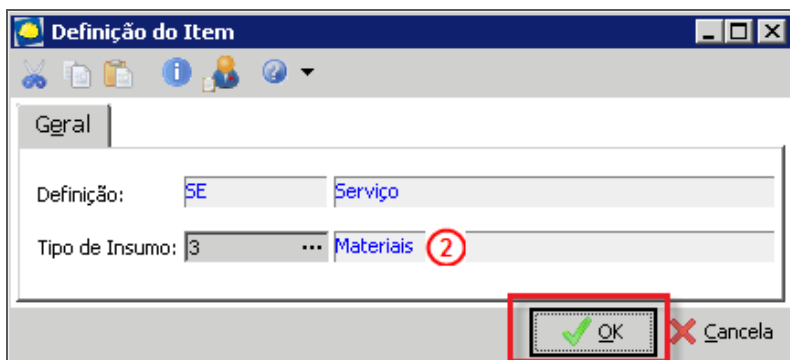 Definição do Item
Geral
Definição: SE Serviço
Tipo de Insumo: 3 ... Materiais 2
OK Cancela